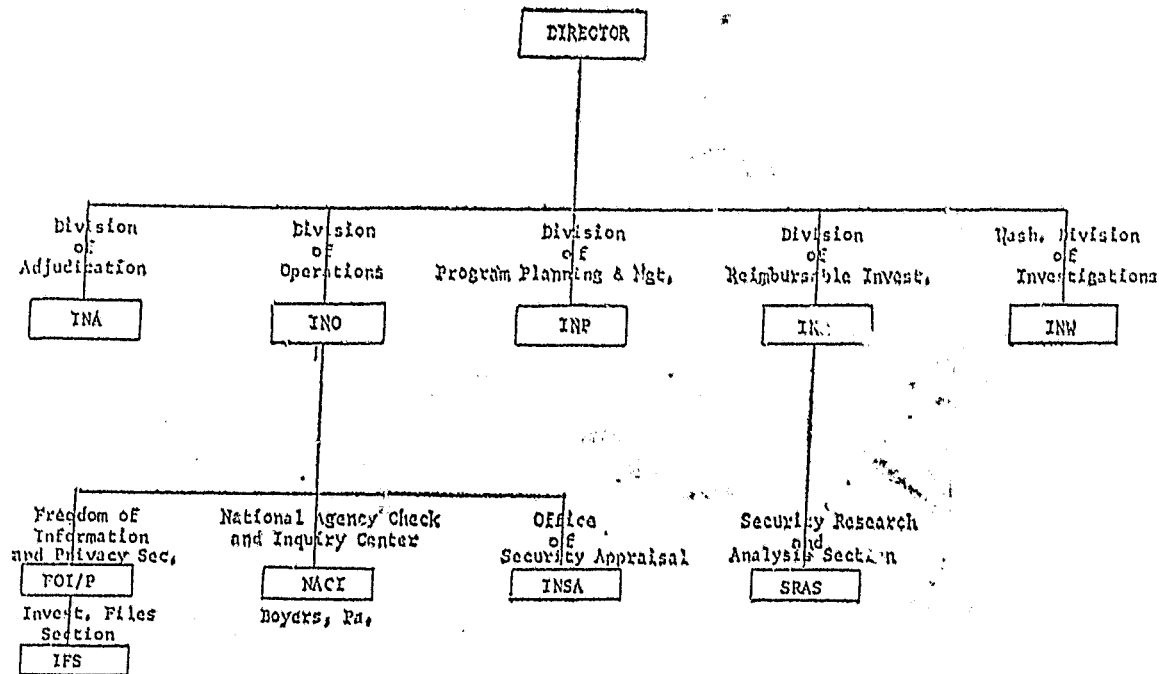 DIRECTOR
Division
of
Adjudication
INA
Division
of
Operations
INO
Division
of
Program Planning & Mgt.
INP
Division
of
Reimbursable Invest.
Wash. Division
of
Investigations
INW
Freedom of
Information
and Privacy Sec.
FOI/P
Invest. Files
Section
IFS
National Agency Check
and Inquiry Center
NACI
Boyers, Pa.
Office
of
Security Appraisal
INSA
Security Research
and
Analysis Section
SRAS